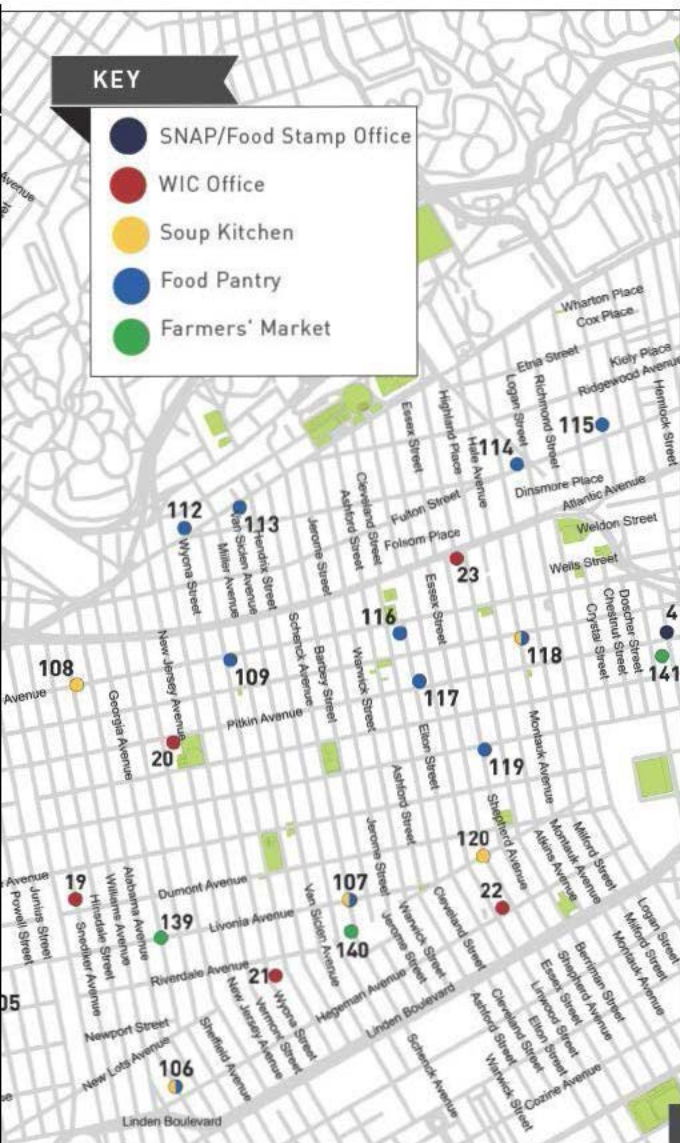 KEY
SNAP/Food Stamp Office
WIC Office
Soup Kitchen
Food Pantry
Farmers' Market
Avenue
Wharton Place
Cox Place
Etna Street
Kiely Place
Ridgewood Avenue
Hemlock Street
Richmond Street
Logan Street
Highland Place
Hale Avenue
Essex Street
115
114
Dinsmore Place
Atlantic Avenue
Weldon Street
Wells Street
Cleveland Street
Ashford Street
Fulton Street
Folsom Place
112
113
Wyona Street
Van Siclen Avenue
Miller Avenue
Hendrix Street
Jerome Street
23
Essex Street
116
118
Doscher Street
Chestnut Street
Crystal Street
4
141
108
Avenue
109
New Jersey Avenue
Georgia Avenue
Schenck Avenue
Barbey Street
Warwick Street
117
Pitkin Avenue
20
Elton Street
119
Montauk Avenue
Ashford Street
Shepherd Avenue
120
Jerome Street
Milford Street
Montauk Avenue
Atkins Avenue
Avenue
19
Junius Street
Powell Street
Alabama Avenue
Williams Avenue
Hinsdale Street
Snediker Avenue
Dumont Avenue
107
22
139
Livonia Avenue
140
Van Siclen Avenue
Cleveland Street
Warwick Street
Jerome Street
Logan Street
Milford Street
Montauk Avenue
Riverdale Avenue
21
Hegeman Avenue
Linden Boulevard
Berriman Street
Shepherd Avenue
Essex Street
Linwood Street
Elton Street
Cleveland Street
Ashford Street
Warwick Street
05
Wyona Street
Vermont Street
New Jersey Avenue
Sheffield Avenue
Newport Street
New Lots Avenue
Schenck Avenue
Cozine Avenue
106
Linden Boulevard